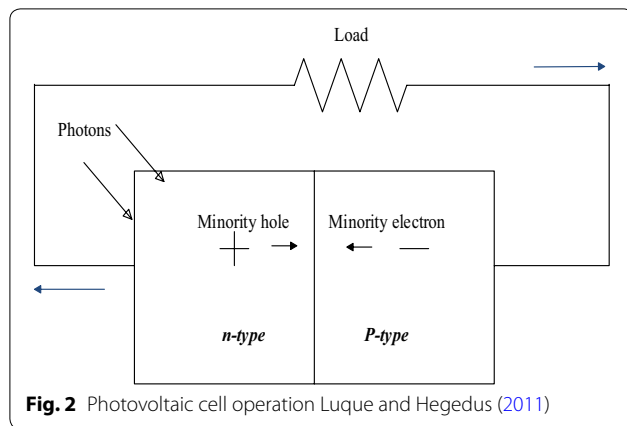 Load
Photons
Minority hole
Minority electron
n-type
P-type
Fig. 2 Photovoltaic cell operation Luque and Hegedus (2011)